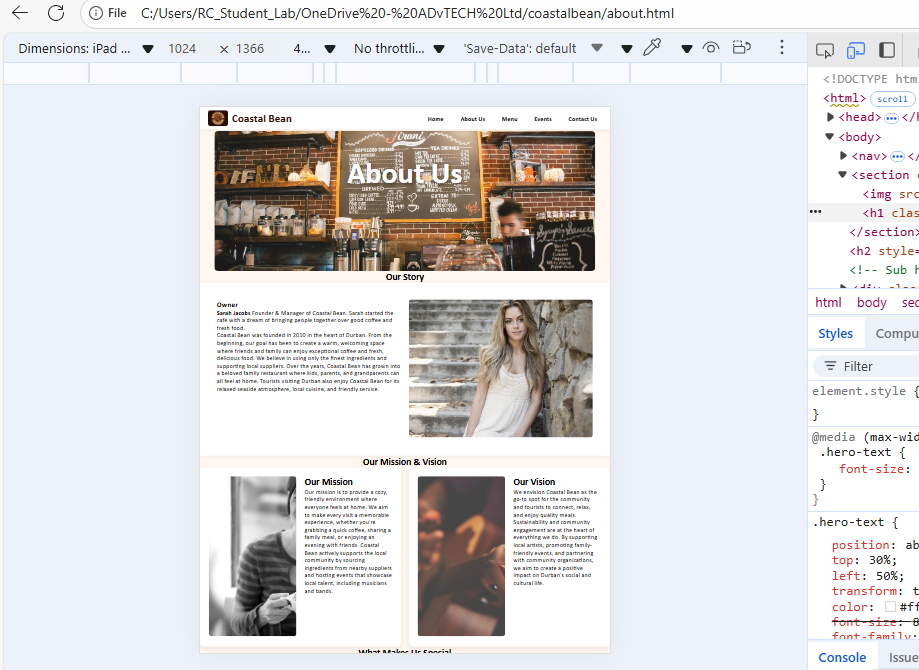 File C:/Users/RC_Student_Lab/OneDrive%20-%20ADvTECH%20Ltd/coastalbean/about.html
Dimensions: iPad ... 1024 × 1366 4... No throttli... 'Save-Data': default
Coastal Bean
Home About Us Menu Events Contact Us
ESPRESSO DRINKS
TEA DRINKS
BREWED
About Us
Our Story
Owner
Sarah Jacobs Founder & Manager of Coastal Bean. Sarah started the
café with a dream of bringing people together over good coffee and
fresh food.
Coastal Bean was founded in 2010 in the heart of Durban. From the
beginning, our goal has been to create a warm, welcoming space
where friends and family can enjoy exceptional coffee and fresh,
delicious food. We believe in using only the finest ingredients and
supporting local suppliers. Over the years, Coastal Bean has grown into
a beloved family restaurant where kids, parents, and grandparents can
all feel at home. Tourists visiting Durban also enjoy Coastal Bean for its
relaxed seaside atmosphere, local cuisine, and friendly service.
Our Mission & Vision
Our Mission
Our mission is to provide a cozy,
friendly environment where
everyone feels at home. We aim
to make every visit a memorable
experience, whether you're
grabbing a quick coffee, sharing a
family meal, or enjoying an
evening with friends. Coastal
Bean actively supports the local
community by sourcing
ingredients from nearby suppliers
and hosting events that showcase
local talent, including musicians
and bands.
Our Vision
We envision Coastal Bean as the
go-to spot for the community
and tourists to connect, relax,
and enjoy quality meals.
Sustainability and community
engagement are at the heart of
everything we do. By supporting
local artists, promoting family-
friendly events, and partnering
with community organizations,
we aim to create a positive
impact on Durban's social and
cultural life.
What Makes Us Special
<!DOCTYPE htm
<html> scroll
<head> ••• </h
<body>
<nav> ••• </
<section c
<img src
••• <h1 clas
</section>
<h2 style=
<!-- Sub h
<div class
html body sec
Styles Compu
Filter
element.style {
}
@media (max-wid
.hero-text {
font-size:
}
}
.hero-text {
position: ab
top: 30%;
left: 50%;
transform: t
color: #ff
font-size: 8
font-family:
Console Issue